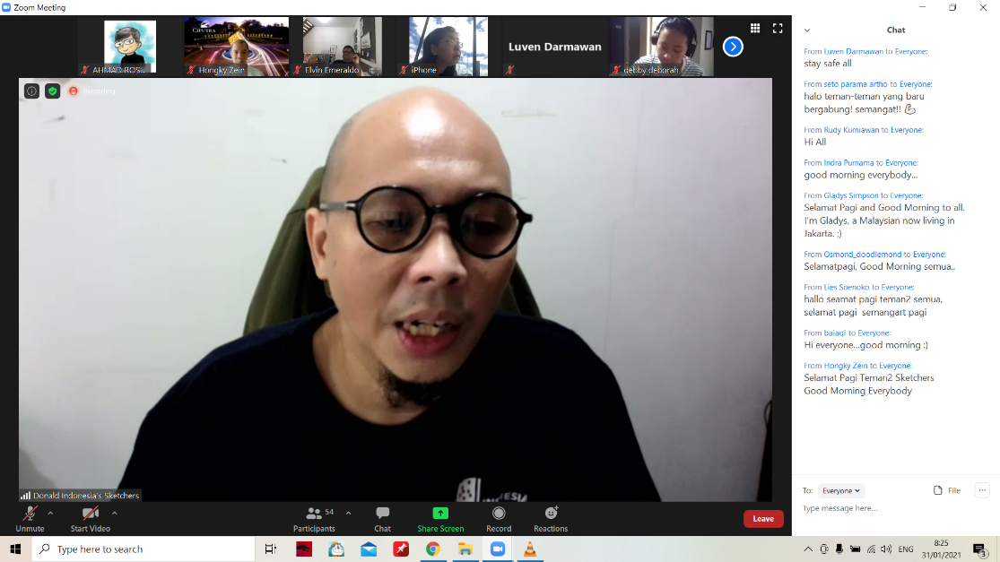 Zoom Meeting
CIPUTRA
AHMAD ROSI...
Hongky Zein
Elvin Emeraldo
iPhone
Luven Darmawan
debby deborah
Recording
Donald Indonesia's Sketchers
Chat
From Luven Darmawan to Everyone:
stay safe all
From seto parama artho to Everyone:
halo teman-teman yang baru
bergabung! semangat!! 💪
From Rudy Kurniawan to Everyone:
Hi All
From Indra Purnama to Everyone:
good morning everybody...
From Gladys Simpson to Everyone:
Selamat Pagi and Good Morning to all.
I'm Gladys, a Malaysian now living in
Jakarta. ;)
From Osmond_doodlemond to Everyone:
Selamatpagi, Good Morning semua..
From Lies Soenoko to Everyone:
hallo seamat pagi teman2 semua,
selamat pagi  semangart pagi
From baiaqi to Everyone:
Hi everyone...good morning :)
From Hongky Zein to Everyone:
Selamat Pagi Teman2 Sketchers
Good Morning Everybody
To: Everyone
File
Type message here...
Unmute
Start Video
54
Participants
Chat
Share Screen
Record
Reactions
Leave
Type here to search
ENG
8:25
31/01/2021
3